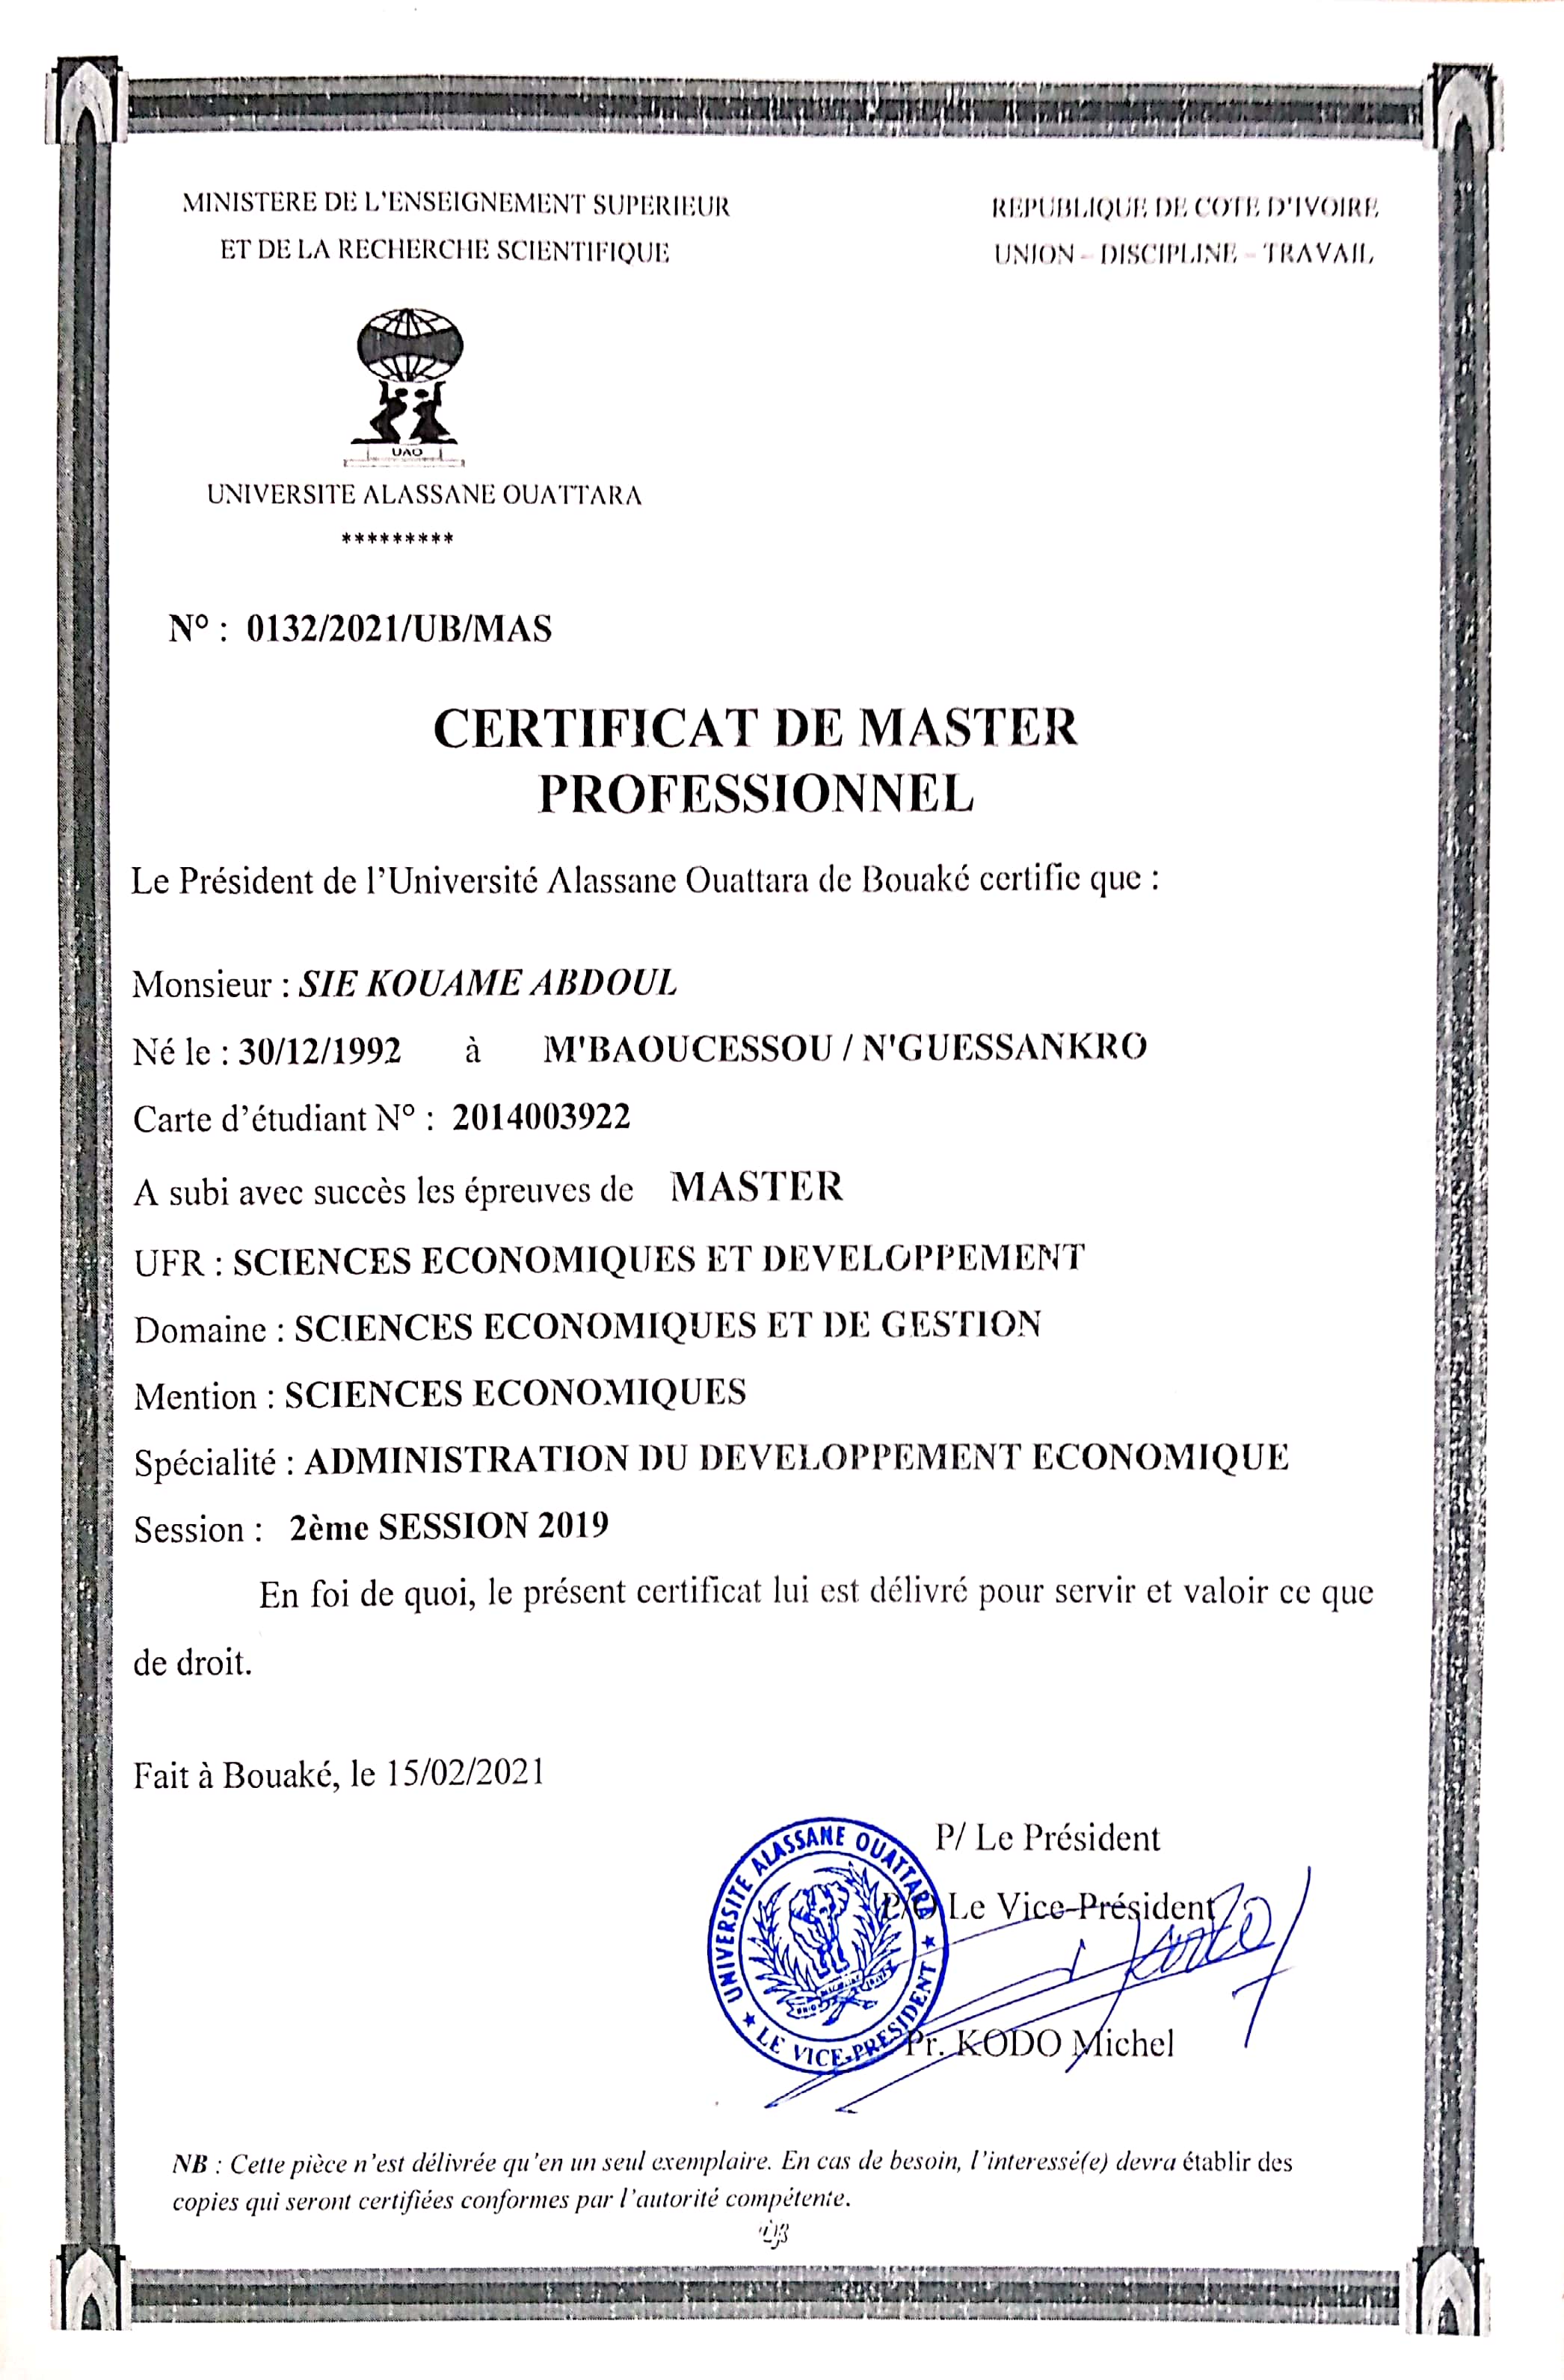 MINISTERE DE L'ENSEIGNEMENT SUPERIEUR
ET DE LA RECHERCHE SCIENTIFIQUE
REPUBLIQUE DE COTE D'IVOIRE
UNION - DISCIPLINE - TRAVAIL
UAO
UNIVERSITE ALASSANE OUATTARA
*********
N° : 0132/2021/UB/MAS
CERTIFICAT DE MASTER
PROFESSIONNEL
Le Président de l'Université Alassane Ouattara de Bouaké certifie que :
Monsieur : SIE KOUAME ABDOUL
Né le : 30/12/1992 à M'BAOUCESSOU / N'GUESSANKRO
Carte d'étudiant N° : 2014003922
A subi avec succès les épreuves de MASTER
UFR : SCIENCES ECONOMIQUES ET DEVELOPPEMENT
Domaine : SCIENCES ECONOMIQUES ET DE GESTION
Mention : SCIENCES ECONOMIQUES
Spécialité : ADMINISTRATION DU DEVELOPPEMENT ECONOMIQUE
Session : 2ème SESSION 2019
En foi de quoi, le présent certificat lui est délivré pour servir et valoir ce que
de droit.
Fait à Bouaké, le 15/02/2021
P/ Le Président
P/O Le Vice-Président
UNIVERSITE ALASSANE OUATTARA
LE VICE-PRESIDENT
Pr. KODO Michel
NB : Cette pièce n'est délivrée qu'en un seul exemplaire. En cas de besoin, l'interessé(e) devra établir des
copies qui seront certifiées conformes par l'autorité compétente.